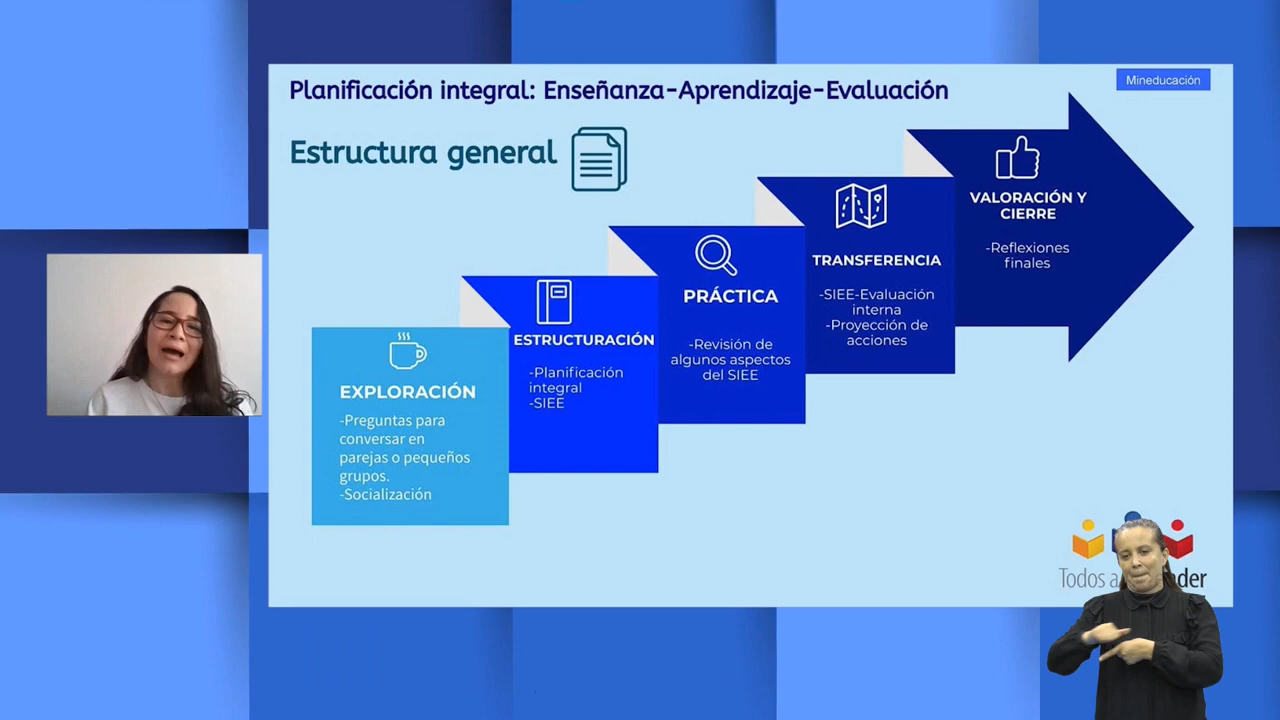 Planificación integral: Enseñanza-Aprendizaje-Evaluación
Mineducación
Estructura general
EXPLORACIÓN
-Preguntas para
conversar en
parejas o pequeños
grupos.
-Socialización
ESTRUCTURACIÓN
-Planificación
integral
-SIEE
PRÁCTICA
-Revisión de
algunos aspectos
del SIEE
TRANSFERENCIA
-SIEE-Evaluación
interna
-Proyección de
acciones
VALORACIÓN Y
CIERRE
-Reflexiones
finales
Todos a